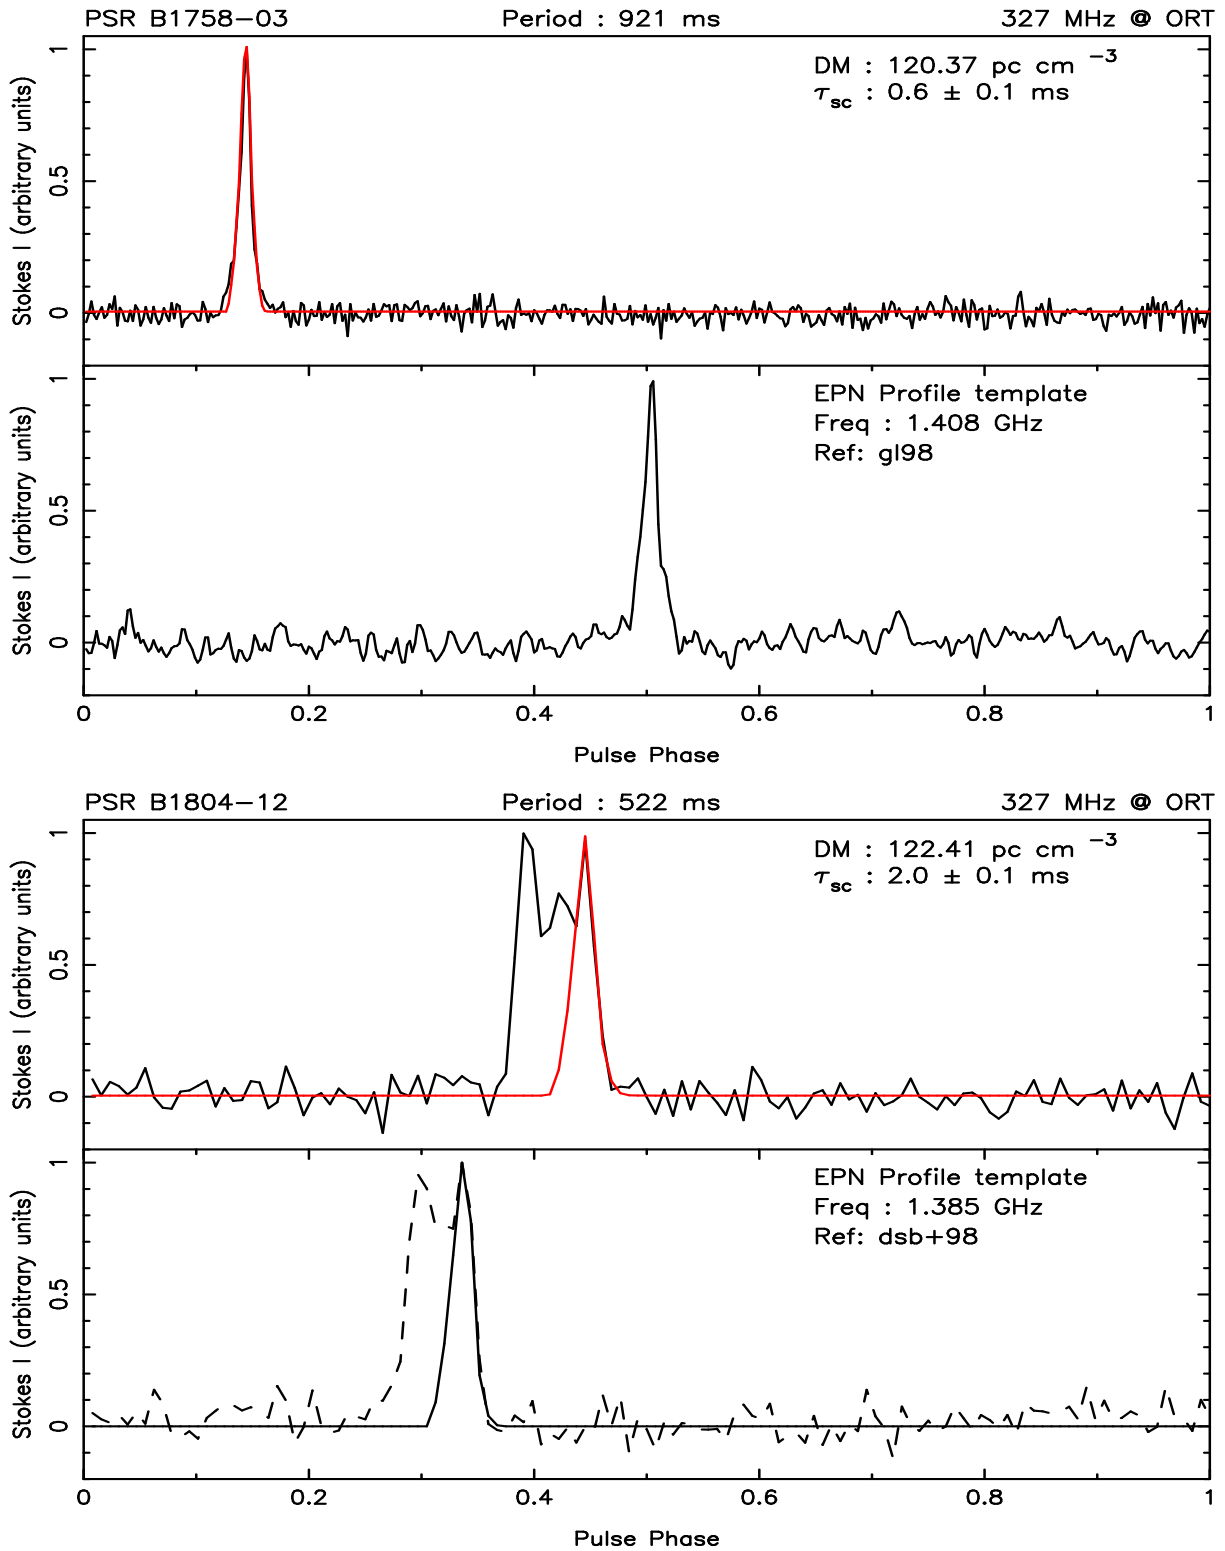 PSR B1758−03 Period : 921 ms 327 MHz @ ORT
DM : 120.37 pc cm −3
τsc : 0.6 ± 0.1 ms
Stokes I (arbitrary units)
1
0.5
0
EPN Profile template
Freq : 1.408 GHz
Ref: gl98
Stokes I (arbitrary units)
1
0.5
0
0 0.2 0.4 0.6 0.8 1
Pulse Phase
PSR B1804−12 Period : 522 ms 327 MHz @ ORT
DM : 122.41 pc cm −3
τsc : 2.0 ± 0.1 ms
Stokes I (arbitrary units)
1
0.5
0
EPN Profile template
Freq : 1.385 GHz
Ref: dsb+98
Stokes I (arbitrary units)
1
0.5
0
0 0.2 0.4 0.6 0.8 1
Pulse Phase